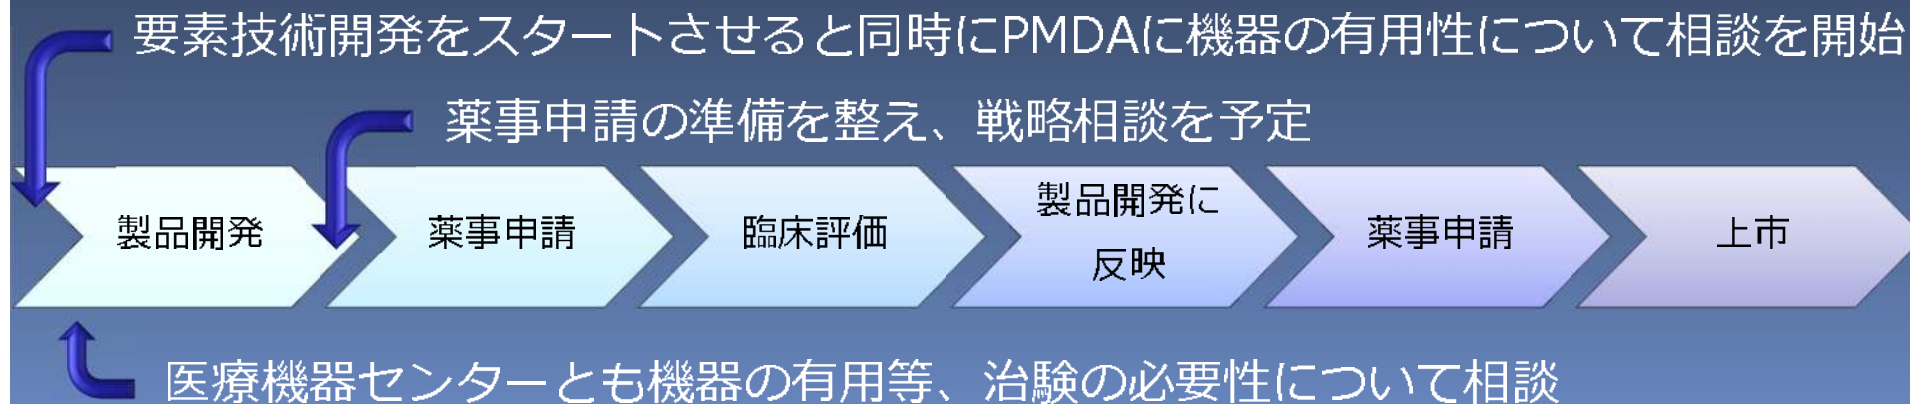 要素技術開発をスタートさせると同時にPMDAに機器の有用性について相談を開始
薬事申請の準備を整え、戦略相談を予定
製品開発
薬事申請
臨床評価
製品開発に
反映
薬事申請
上市
医療機器センターとも機器の有用等、治験の必要性について相談